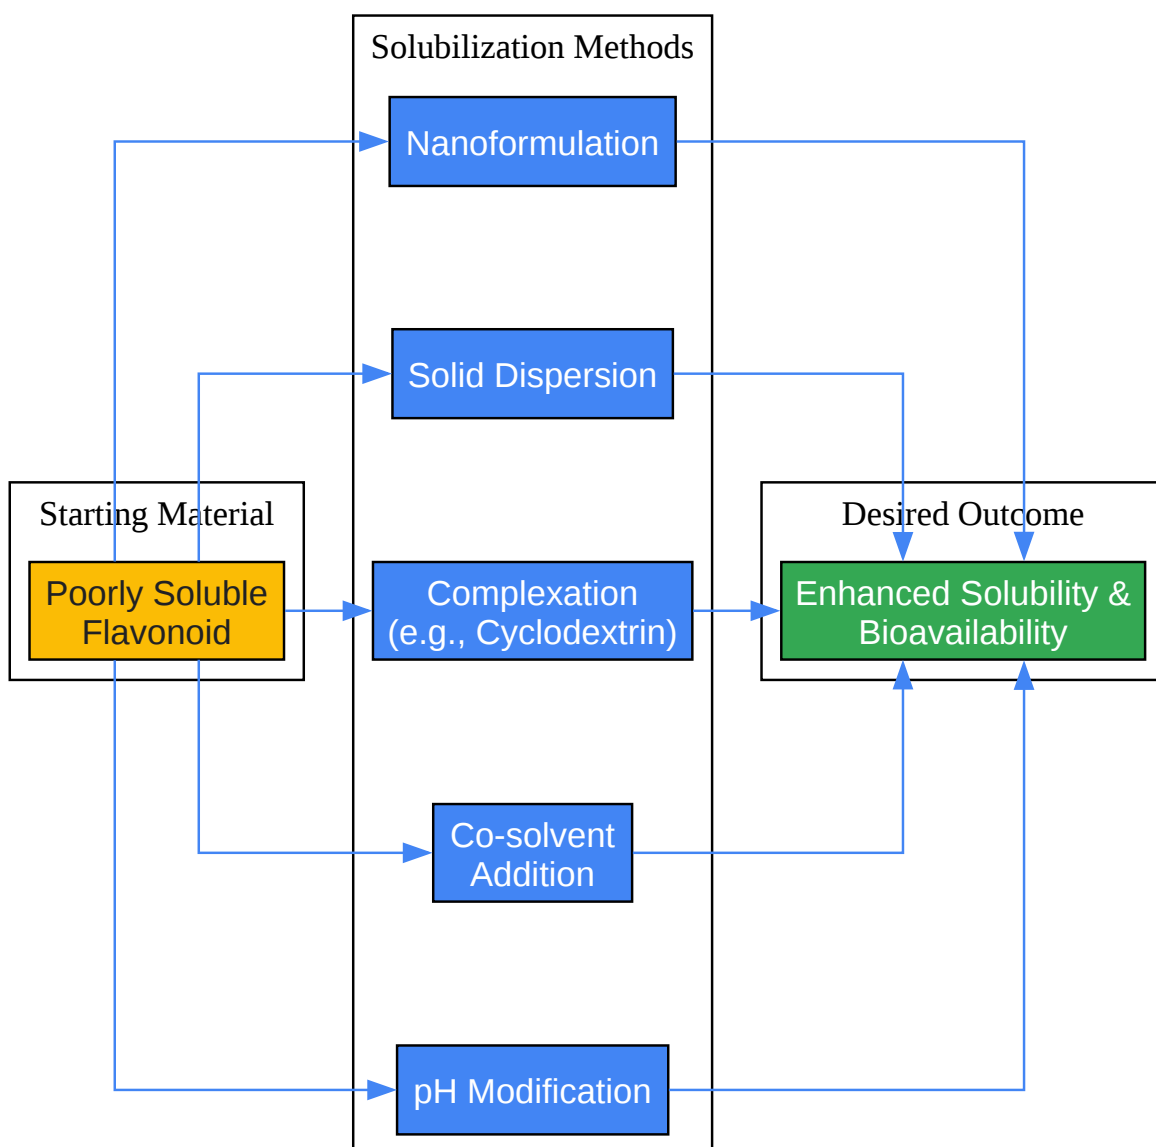 Solubilization Methods
Nanoformulation
Solid Dispersion
Starting Material
Poorly Soluble
Flavonoid
Complexation
(e.g., Cyclodextrin)
Desired Outcome
Enhanced Solubility &
Bioavailability
Co-solvent
Addition
pH Modification